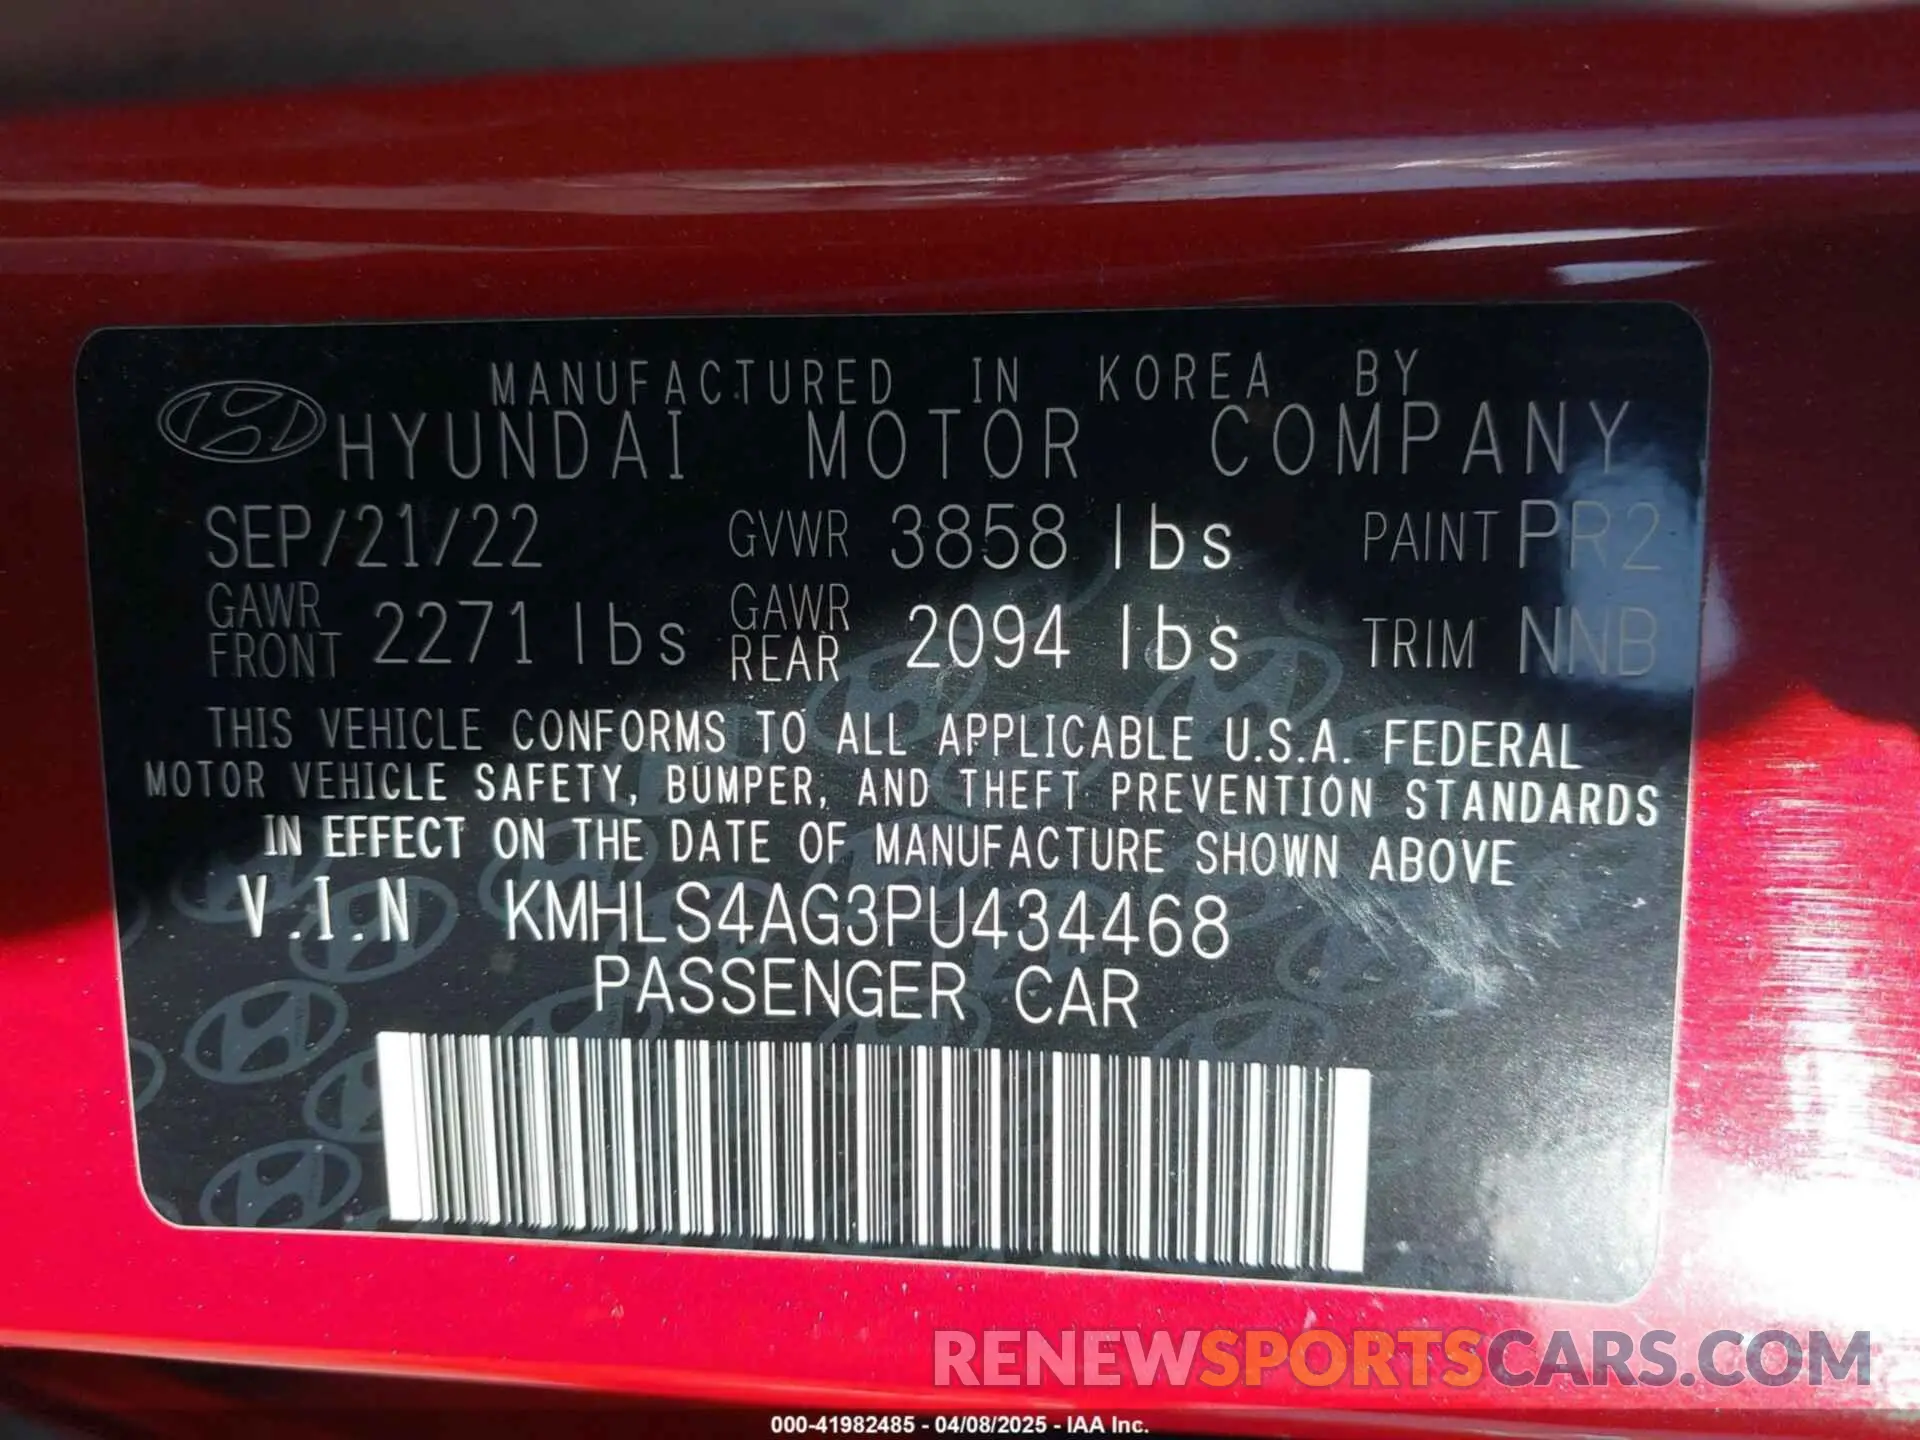 MANUFACTURED IN KOREA BY
HYUNDAI MOTOR COMPANY
SEP/21/22 GVWR 3858 lbs PAINT PR2
GAWR FRONT 2271 lbs GAWR REAR 2094 lbs TRIM NNB
THIS VEHICLE CONFORMS TO ALL APPLICABLE U.S.A. FEDERAL
MOTOR VEHICLE SAFETY, BUMPER, AND THEFT PREVENTION STANDARDS
IN EFFECT ON THE DATE OF MANUFACTURE SHOWN ABOVE
V.I.N KMHLS4AG3PU434468
PASSENGER CAR
RENEWSPORTSCARS.COM
000-41982485 - 04/08/2025 - IAA Inc.